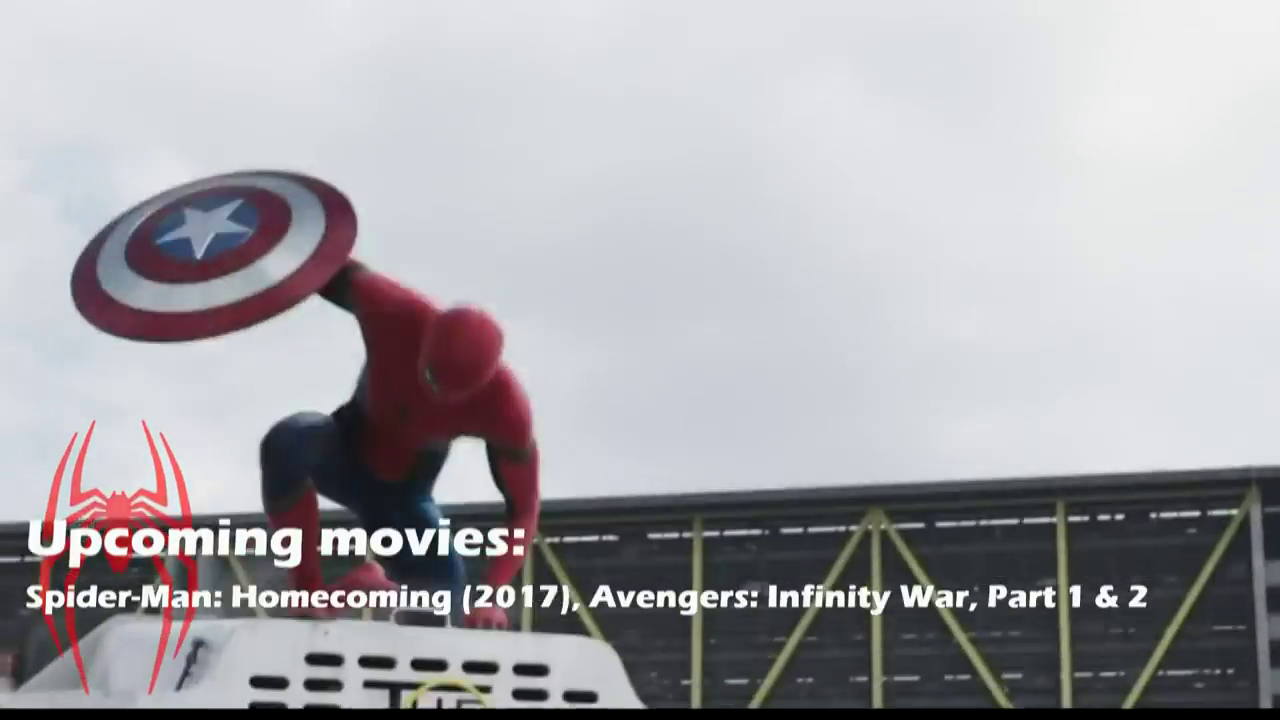 Upcoming movies:
Spider-Man: Homecoming (2017), Avengers: Infinity War, Part 1 & 2